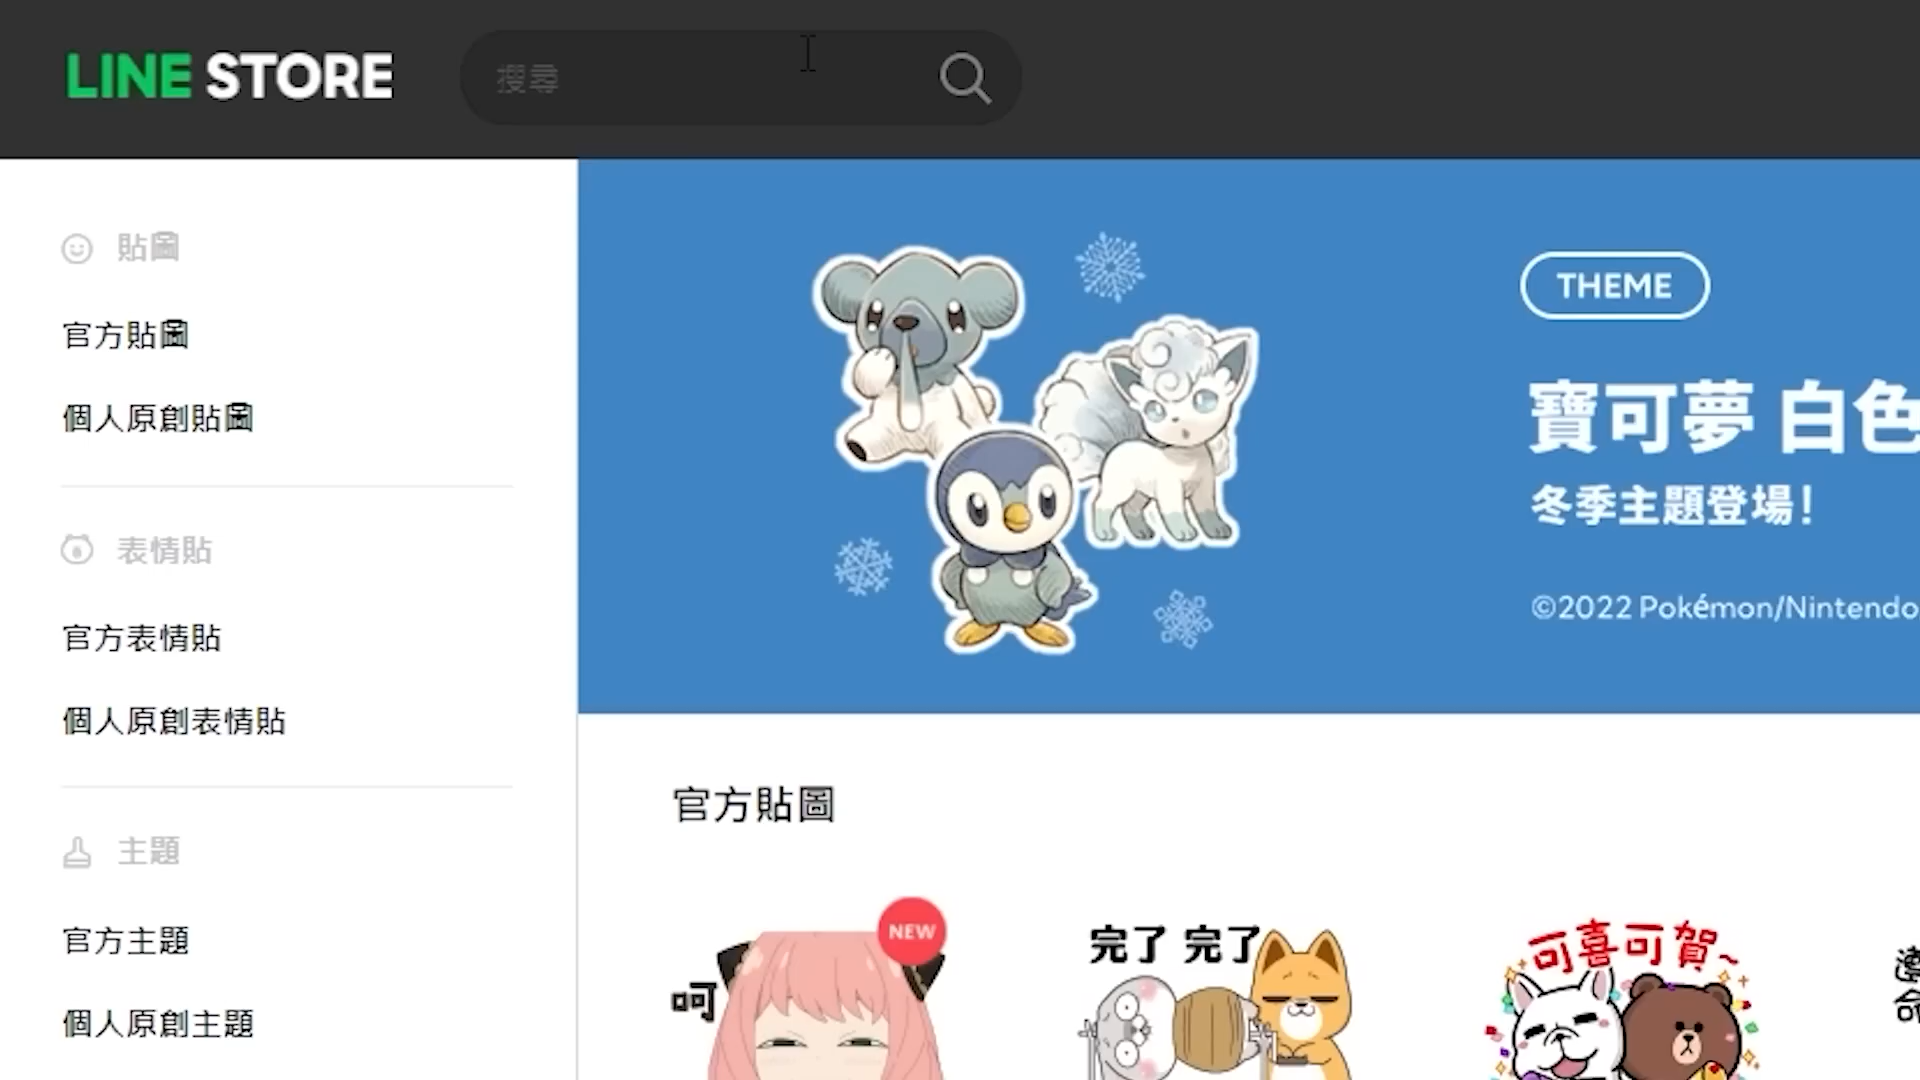 LINE STORE
搜尋
貼圖
官方貼圖
個人原創貼圖
表情貼
官方表情貼
個人原創表情貼
主題
官方主題
個人原創主題
THEME
寶可夢 白色
冬季主題登場!
©2022 Pokémon/Nintendo
官方貼圖
NEW
呵
完了 完了
可喜可賀~
命